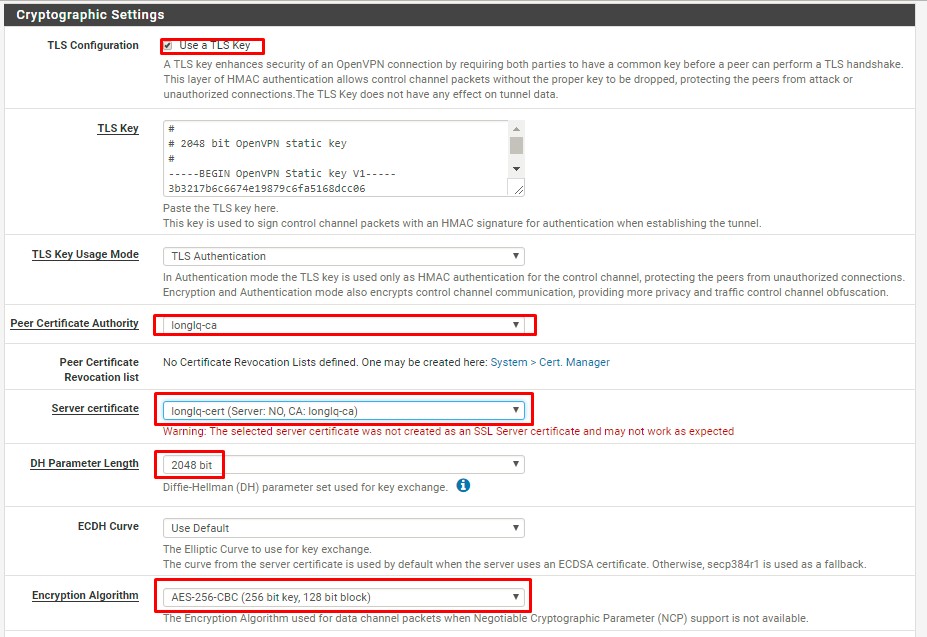 Cryptographic Settings
TLS Configuration
Use a TLS Key
A TLS key enhances security of an OpenVPN connection by requiring both parties to have a common key before a peer can perform a TLS handshake.
This layer of HMAC authentication allows control channel packets without the proper key to be dropped, protecting the peers from attack or
unauthorized connections.The TLS Key does not have any effect on tunnel data.
TLS Key
#
# 2048 bit OpenVPN static key
#
-----BEGIN OpenVPN Static key V1-----
3b3217b6c6674e19879c6fa5168dcc06
Paste the TLS key here.
This key is used to sign control channel packets with an HMAC signature for authentication when establishing the tunnel.
TLS Key Usage Mode
TLS Authentication
In Authentication mode the TLS key is used only as HMAC authentication for the control channel, protecting the peers from unauthorized connections.
Encryption and Authentication mode also encrypts control channel communication, providing more privacy and traffic control channel obfuscation.
Peer Certificate Authority
longlq-ca
Peer Certificate
Revocation list
No Certificate Revocation Lists defined. One may be created here: System > Cert. Manager
Server certificate
longlq-cert (Server: NO, CA: longlq-ca)
Warning: The selected server certificate was not created as an SSL Server certificate and may not work as expected
DH Parameter Length
2048 bit
Diffie-Hellman (DH) parameter set used for key exchange.
ECDH Curve
Use Default
The Elliptic Curve to use for key exchange.
The curve from the server certificate is used by default when the server uses an ECDSA certificate. Otherwise, secp384r1 is used as a fallback.
Encryption Algorithm
AES-256-CBC (256 bit key, 128 bit block)
The Encryption Algorithm used for data channel packets when Negotiable Cryptographic Parameter (NCP) support is not available.